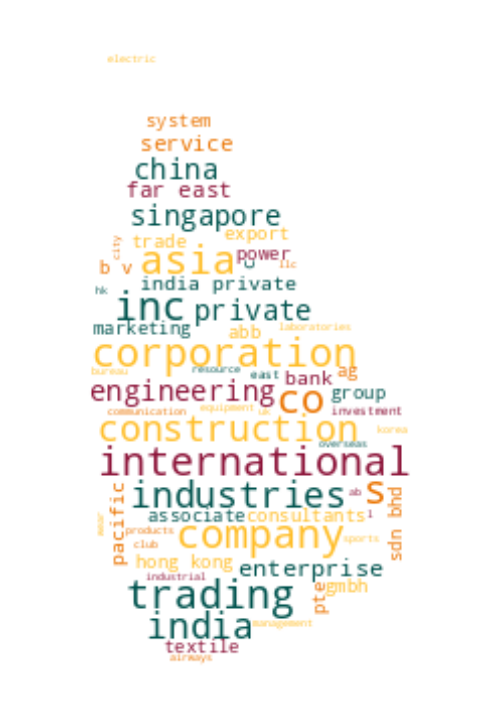 electric
system
service
china
far east
singapore
export
city
trade
asia
power
b v
llc
india private
hk
inc
private
marketing
abb
laboratories
corporation
bureau
resource
east
bank
ag
engineering
co
group
communication
equipment
uk
investment
construction
korea
overseas
international
industries
ab
s
pacific
sdn bhd
associate
consultants
l
products
company
club
sports
hong kong
enterprise
industrial
gmbh
trading
pte
india
management
textile
airways